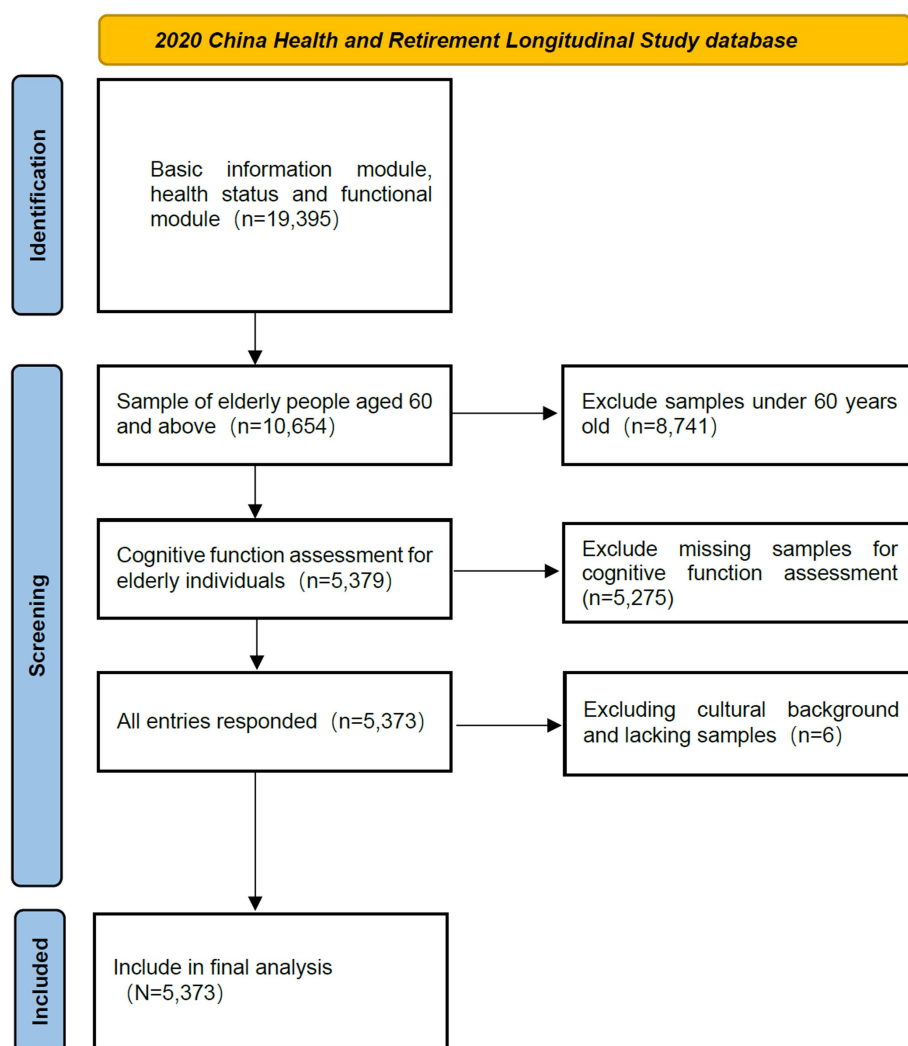 2020 China Health and Retirement Longitudinal Study database
Identification
Basic information module,
health status and functional
module（n=19,395）
Screening
Sample of elderly people aged 60
and above（n=10,654）
Exclude samples under 60 years
old（n=8,741）
Cognitive function assessment for
elderly individuals（n=5,379）
Exclude missing samples for
cognitive function assessment
(n=5,275）
All entries responded（n=5,373）
Excluding cultural background
and lacking samples（n=6）
Included
Include in final analysis
（N=5,373）